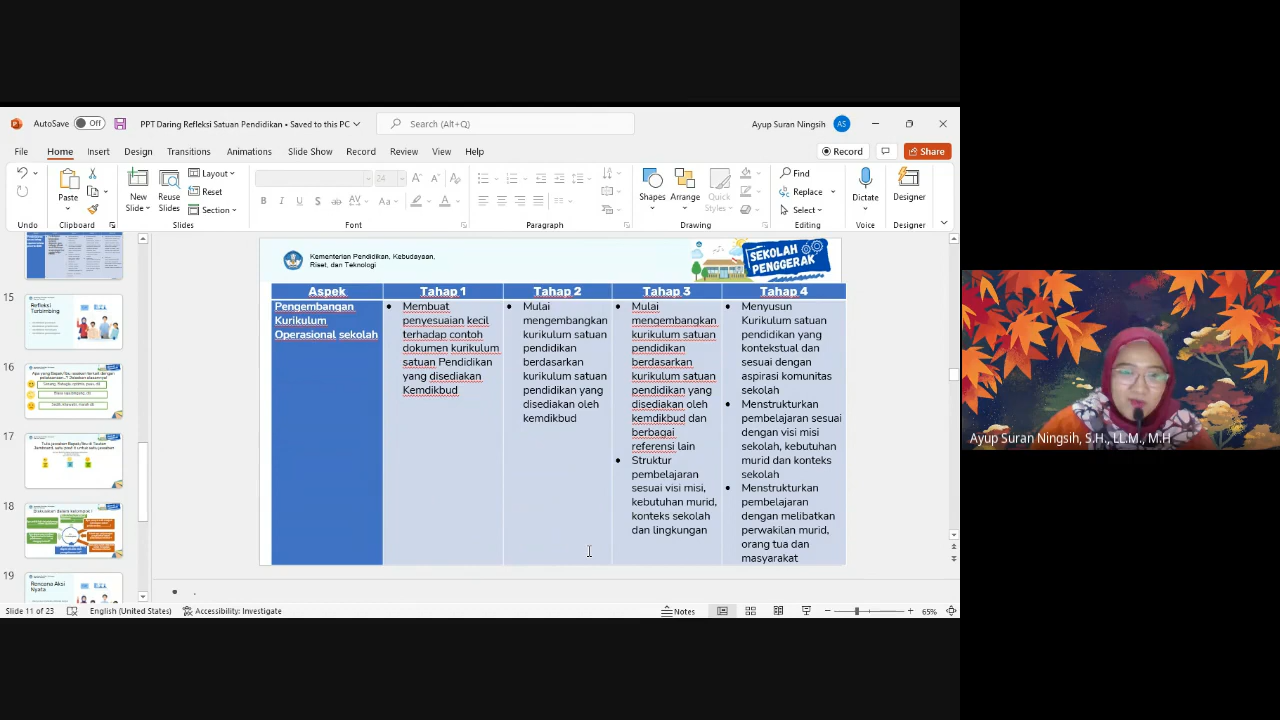 AutoSave Off PPT Daring Refleksi Satuan Pendidikan • Saved to this PC Search (Alt+Q) Ayup Suran Ningsih AS
File Home Insert Design Transitions Animations Slide Show Record Review View Help Record Share
Paste
New
Slide
Reuse
Slides
Layout
Reset
Section
24
Shapes
Arrange
Quick
Styles
Find
Replace
Select
Dictate
Designer
Undo Clipboard Slides Font Paragraph Drawing Editing Voice Designer
15
Refleksi
Terbimbing
16
17
18
19
Rencana Aksi
Nyata
Kementerian Pendidikan, Kebudayaan,
Riset, dan Teknologi
SEKOLAH
PENGGERAK
Aspek Tahap 1 Tahap 2 Tahap 3 Tahap 4
Pengembangan
Kurikulum
Operasional sekolah
• Membuat
penyesuaian kecil
terhadap contoh
dokumen kurikulum
satuan Pendidikan
yang disediakan
Kemdikbud
• Mulai
mengembangkan
kurikulum satuan
pendidikan
berdasarkan
kurikulum satuan
pendidikan yang
disediakan oleh
kemdikbud
• Mulai
mengembangkan
kurikulum satuan
pendidikan
berdasarkan
kurikulum satuan
pendidikan yang
disediakan oleh
kemdikbud dan
berbagai
referensi lain
• Struktur
pembelajaran
sesuai visi misi,
kebutuhan murid,
konteks sekolah
dan lingkungan
• Menyusun
Kurikulum satuan
pendidikan yang
kontekstual dan
sesuai dengan
aspirasi komunitas
sekolah
• Menstrukturkan
pembelajaran sesuai
dengan visi misi
sekolah, kebutuhan
murid dan konteks
sekolah
• Menstrukturkan
pembelajaran
dengan melibatkan
perwakilan murid,
orang tua dan
masyarakat
Slide 11 of 23 English (United States) Accessibility: Investigate Notes 65%
Ayup Suran Ningsih, S.H., LL.M., M.H